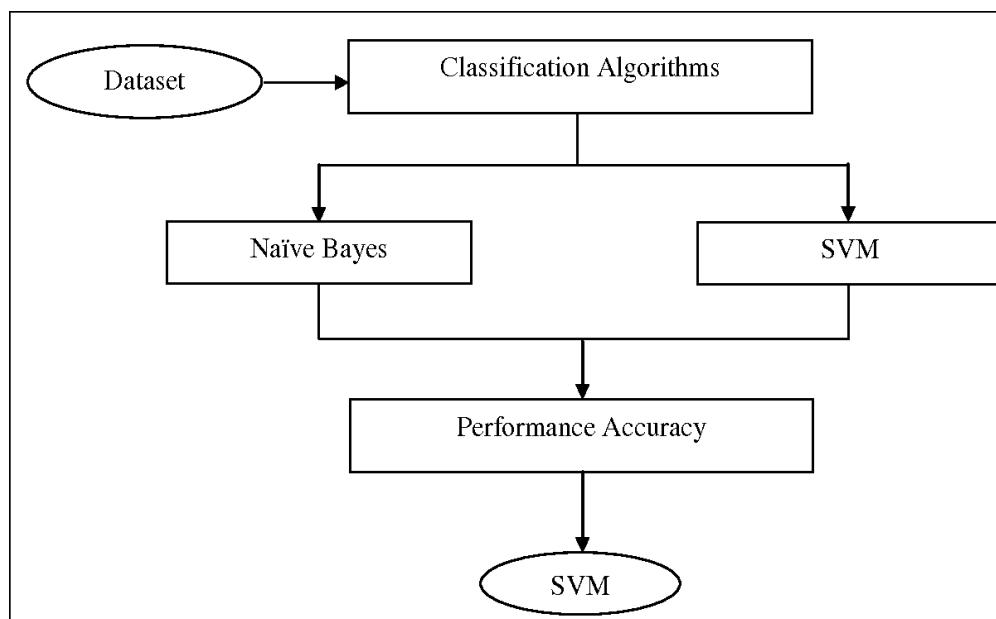 Dataset
Classification Algorithms
Naïve Bayes
SVM
Performance Accuracy
SVM